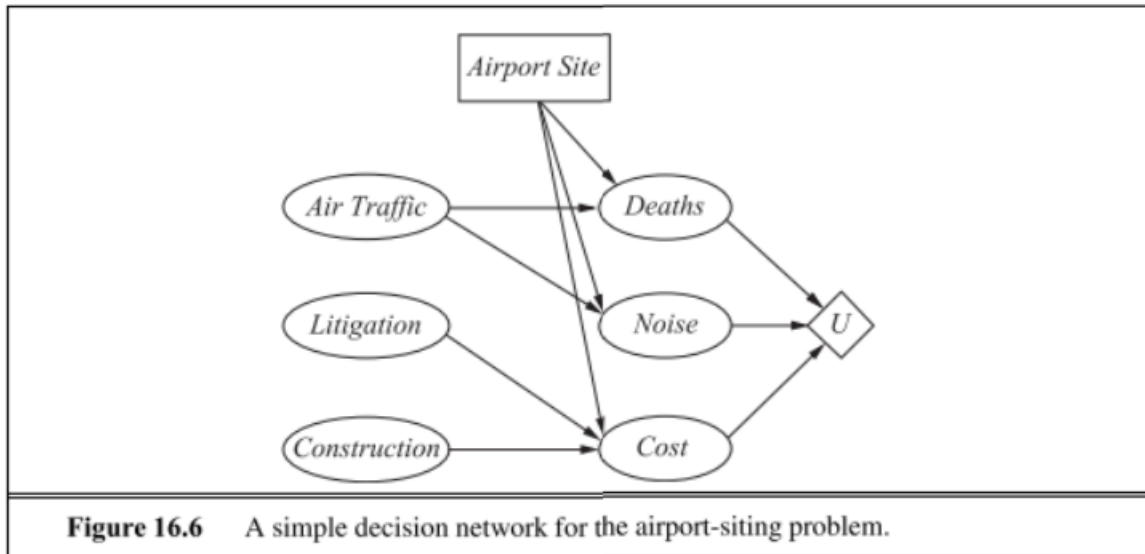 Airport Site
Air Traffic
Deaths
Litigation
Noise
U
Construction
Cost
Figure 16.6 A simple decision network for the airport-siting problem.